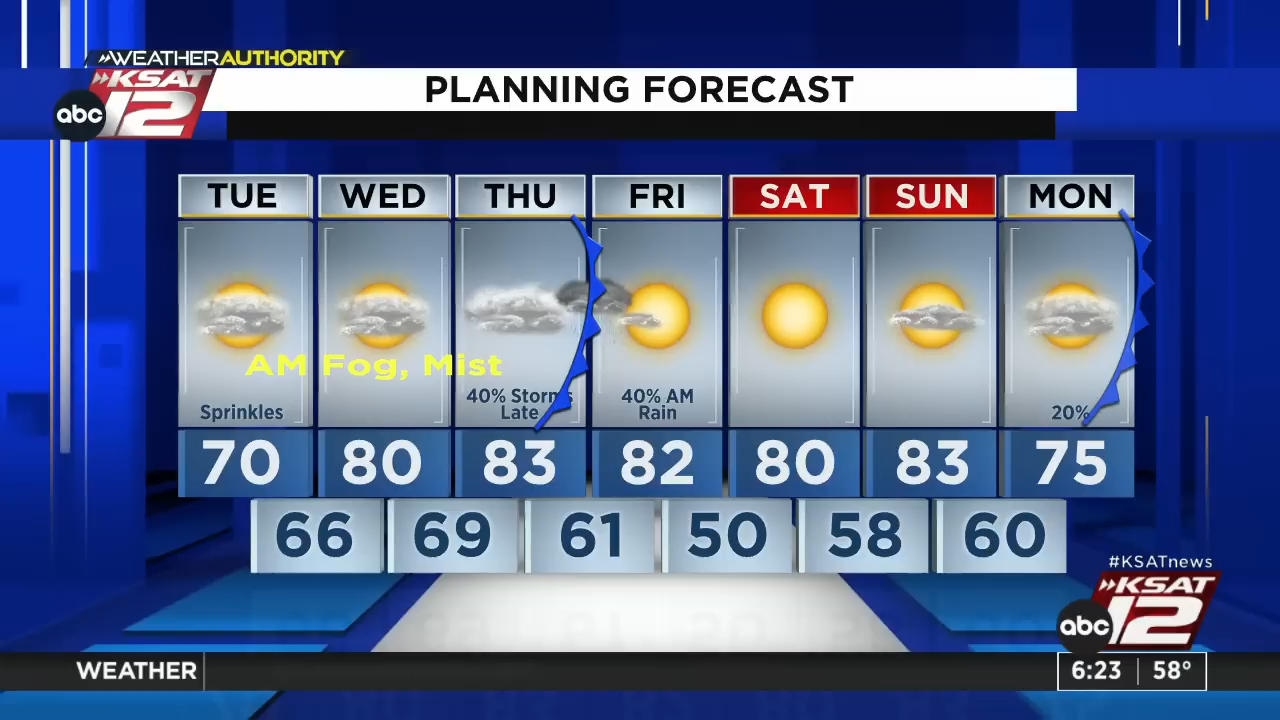 WEATHERAUTHORITY
KSAT
abc 12
PLANNING FORECAST
TUE WED THU FRI SAT SUN MON
AM Fog, Mist
Sprinkles
40% Storms
Late
40% AM
Rain
20%
70 80 83 82 80 83 75
66 69 61 50 58 60
#KSATnews
KSAT
abc 12
WEATHER
6:23 58°